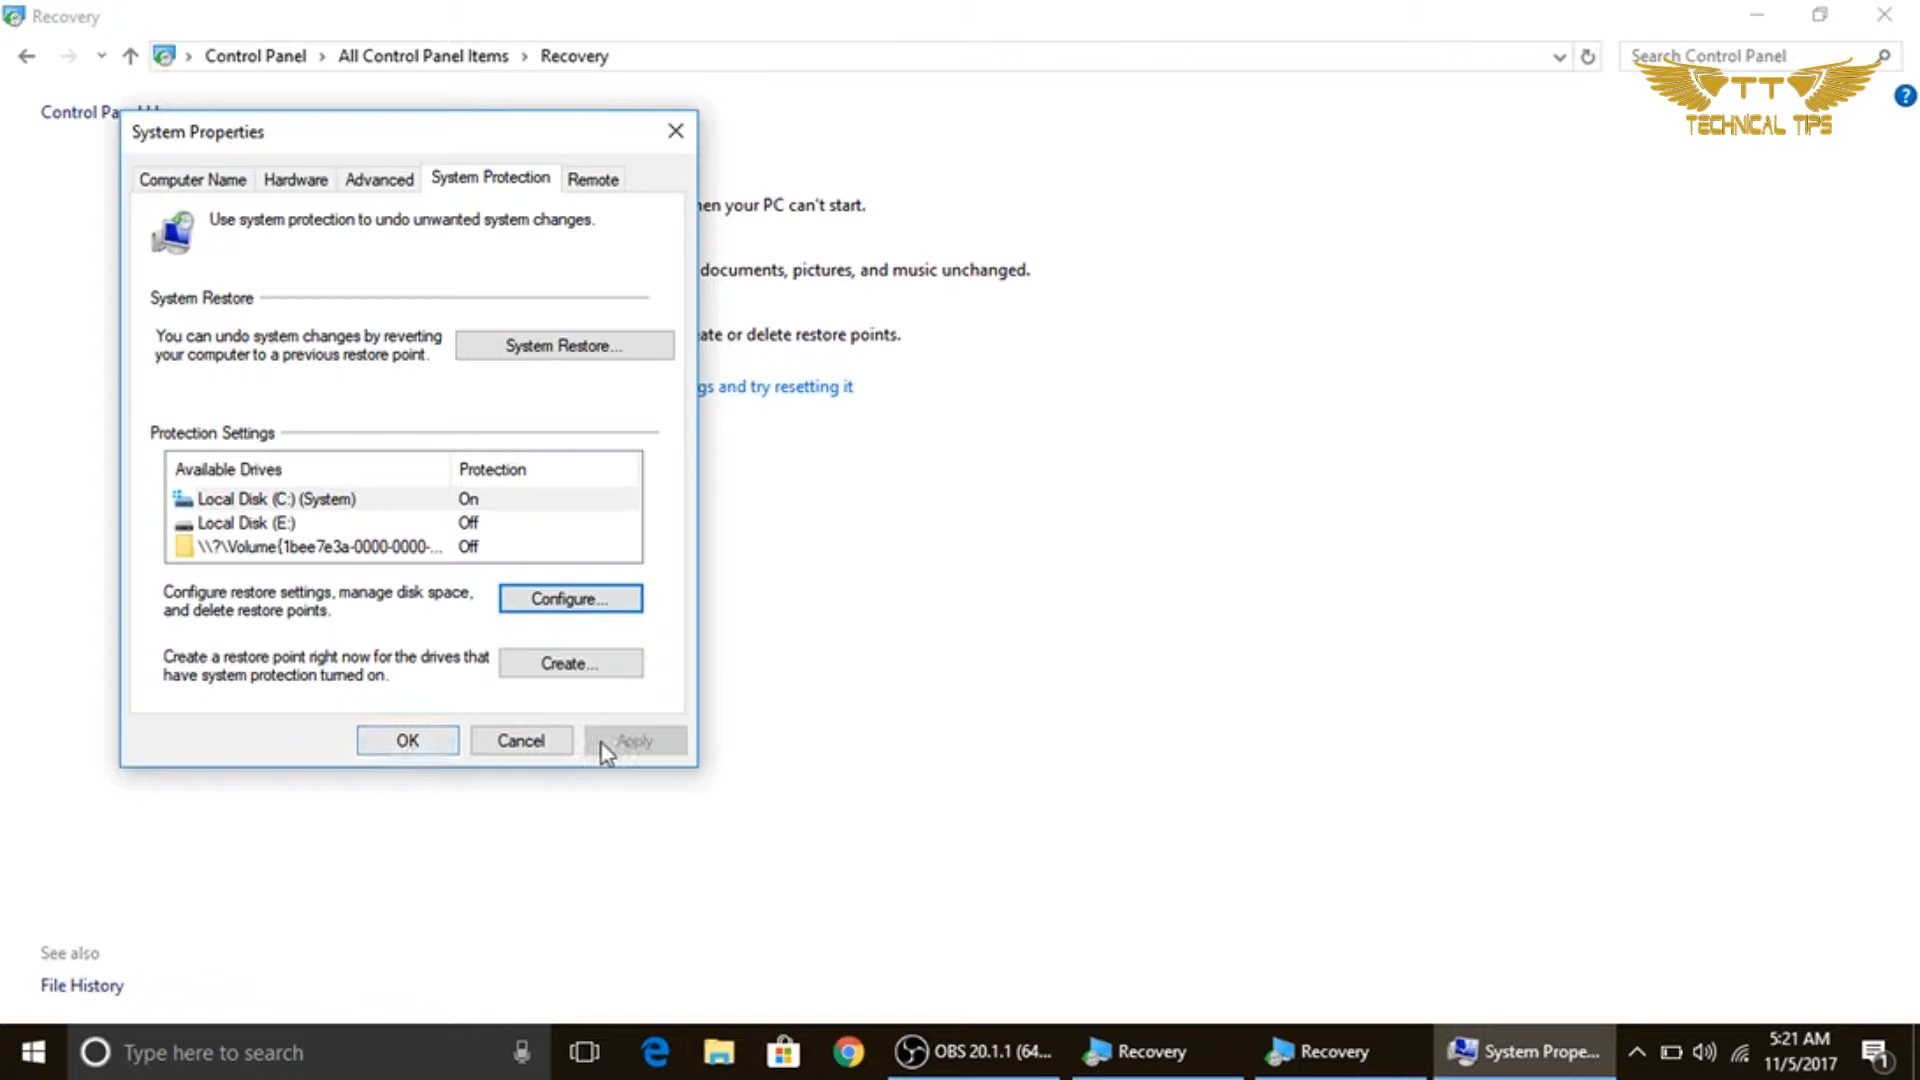 Recovery
Control Panel > All Control Panel Items > Recovery
Search Control Panel
TT
TECHNICAL TIPS
?
Control Pa
System Properties
Computer Name Hardware Advanced System Protection Remote
Use system protection to undo unwanted system changes.
en your PC can't start.
documents, pictures, and music unchanged.
System Restore
You can undo system changes by reverting
your computer to a previous restore point.
System Restore...
ate or delete restore points.
gs and try resetting it
Protection Settings
Available Drives Protection
Local Disk (C:) (System) On
Local Disk (E:) Off
\\?\Volume{1bee7e3a-0000-0000-... Off
Configure restore settings, manage disk space,
and delete restore points.
Configure...
Create a restore point right now for the drives that
have system protection turned on.
Create...
OK Cancel Apply
See also
File History
Type here to search
OBS 20.1.1 (64...
Recovery
Recovery
System Prope...
5:21 AM
11/5/2017
1